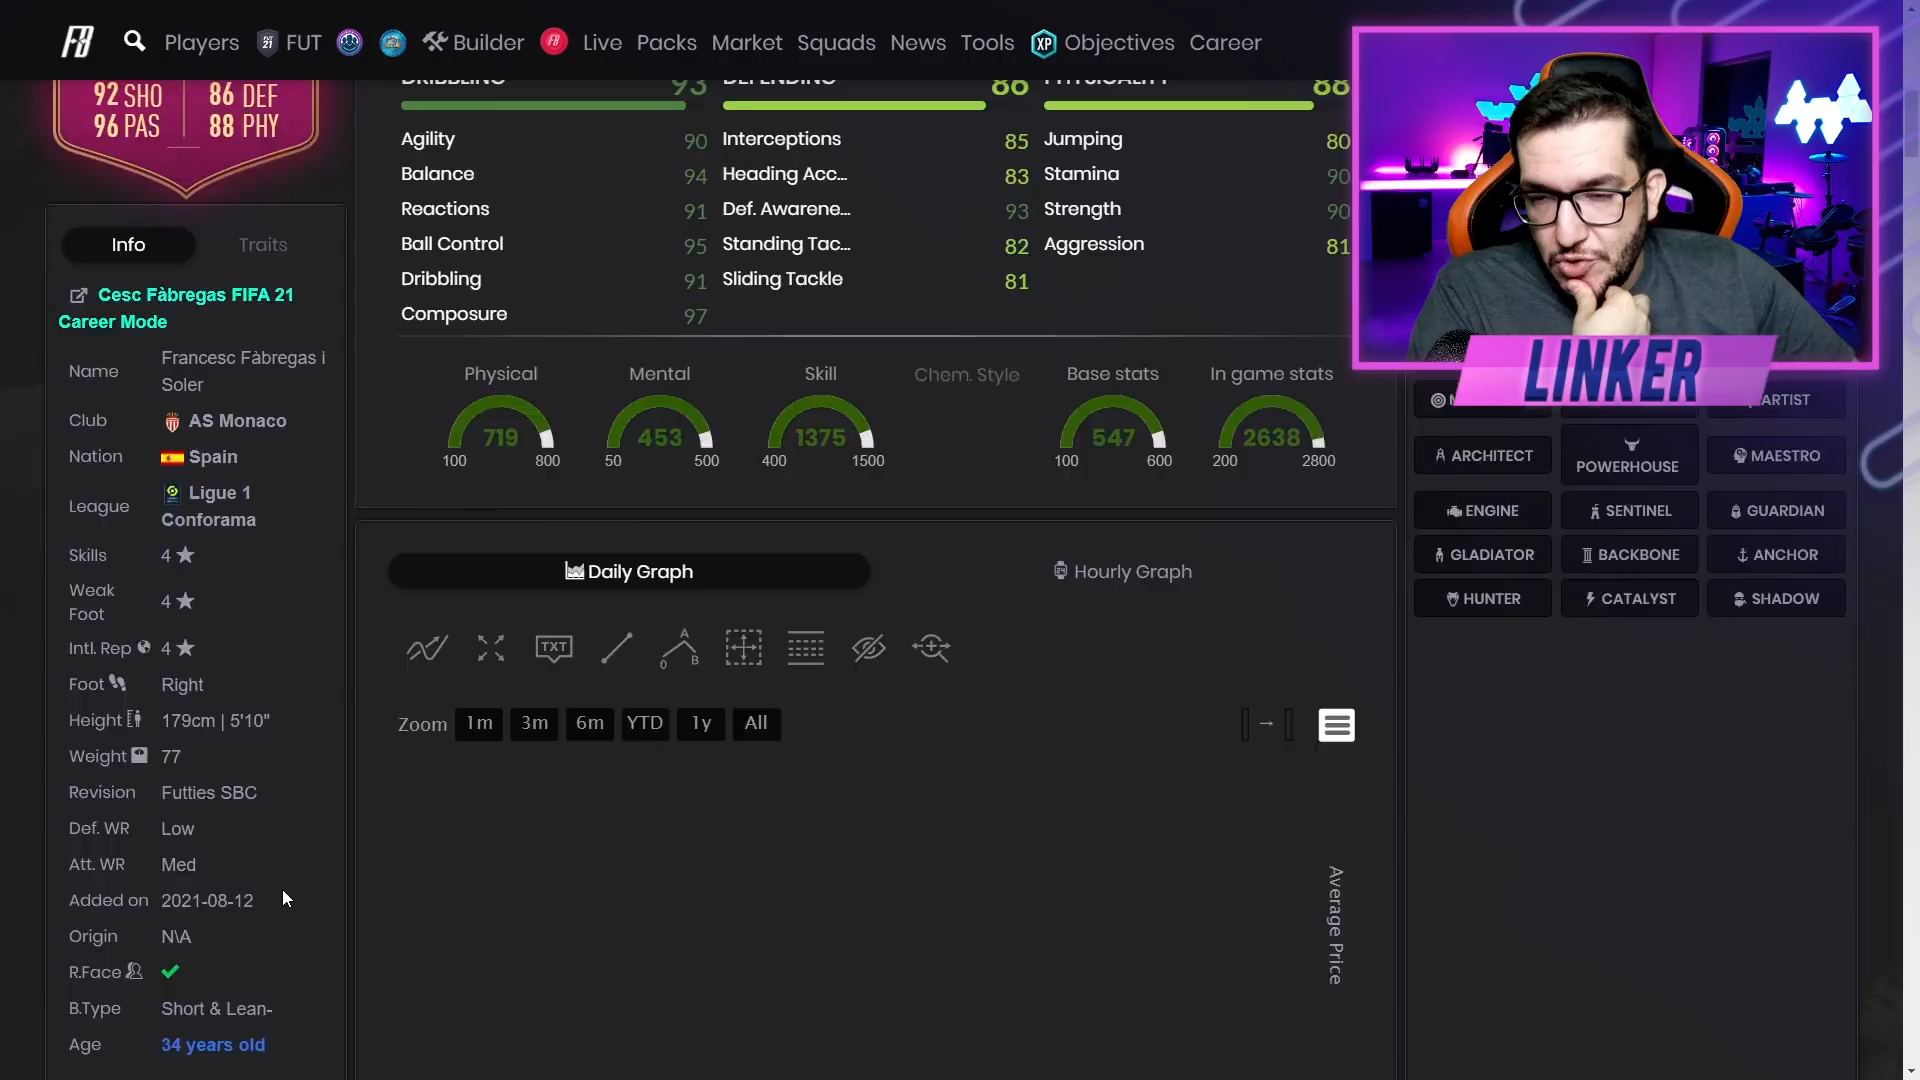 Players FUT Builder Live Packs Market Squads News Tools XP Objectives Career
92 SHO 86 DEF
96 PAS 88 PHY
DRIBBLING 93
DEFENDING 86
PHYSICALITY 88
Agility 90
Balance 94
Reactions 91
Ball Control 95
Dribbling 91
Composure 97
Interceptions 85
Heading Acc... 83
Def. Awarene... 93
Standing Tac... 82
Sliding Tackle 81
Jumping 80
Stamina 90
Strength 90
Aggression 81
Info Traits
Cesc Fàbregas FIFA 21
Career Mode
Name Francesc Fàbregas i
Soler
Club AS Monaco
Nation Spain
League Ligue 1
Conforama
Skills 4
Weak
Foot 4
Intl. Rep 4
Foot Right
Height 179cm | 5'10"
Weight 77
Revision Futties SBC
Def. WR Low
Att. WR Med
Added on 2021-08-12
Origin N\A
R.Face
B.Type Short & Lean-
Age 34 years old
Physical Mental Skill Chem. Style Base stats In game stats
719 453 1375 547 2638
100 800 50 500 400 1500 100 600 200 2800
Daily Graph Hourly Graph
TXT
A
0 B
Zoom 1m 3m 6m YTD 1y All
→
Average Price
LINKER
ARTIST
ARCHITECT POWERHOUSE MAESTRO
ENGINE SENTINEL GUARDIAN
GLADIATOR BACKBONE ANCHOR
HUNTER CATALYST SHADOW